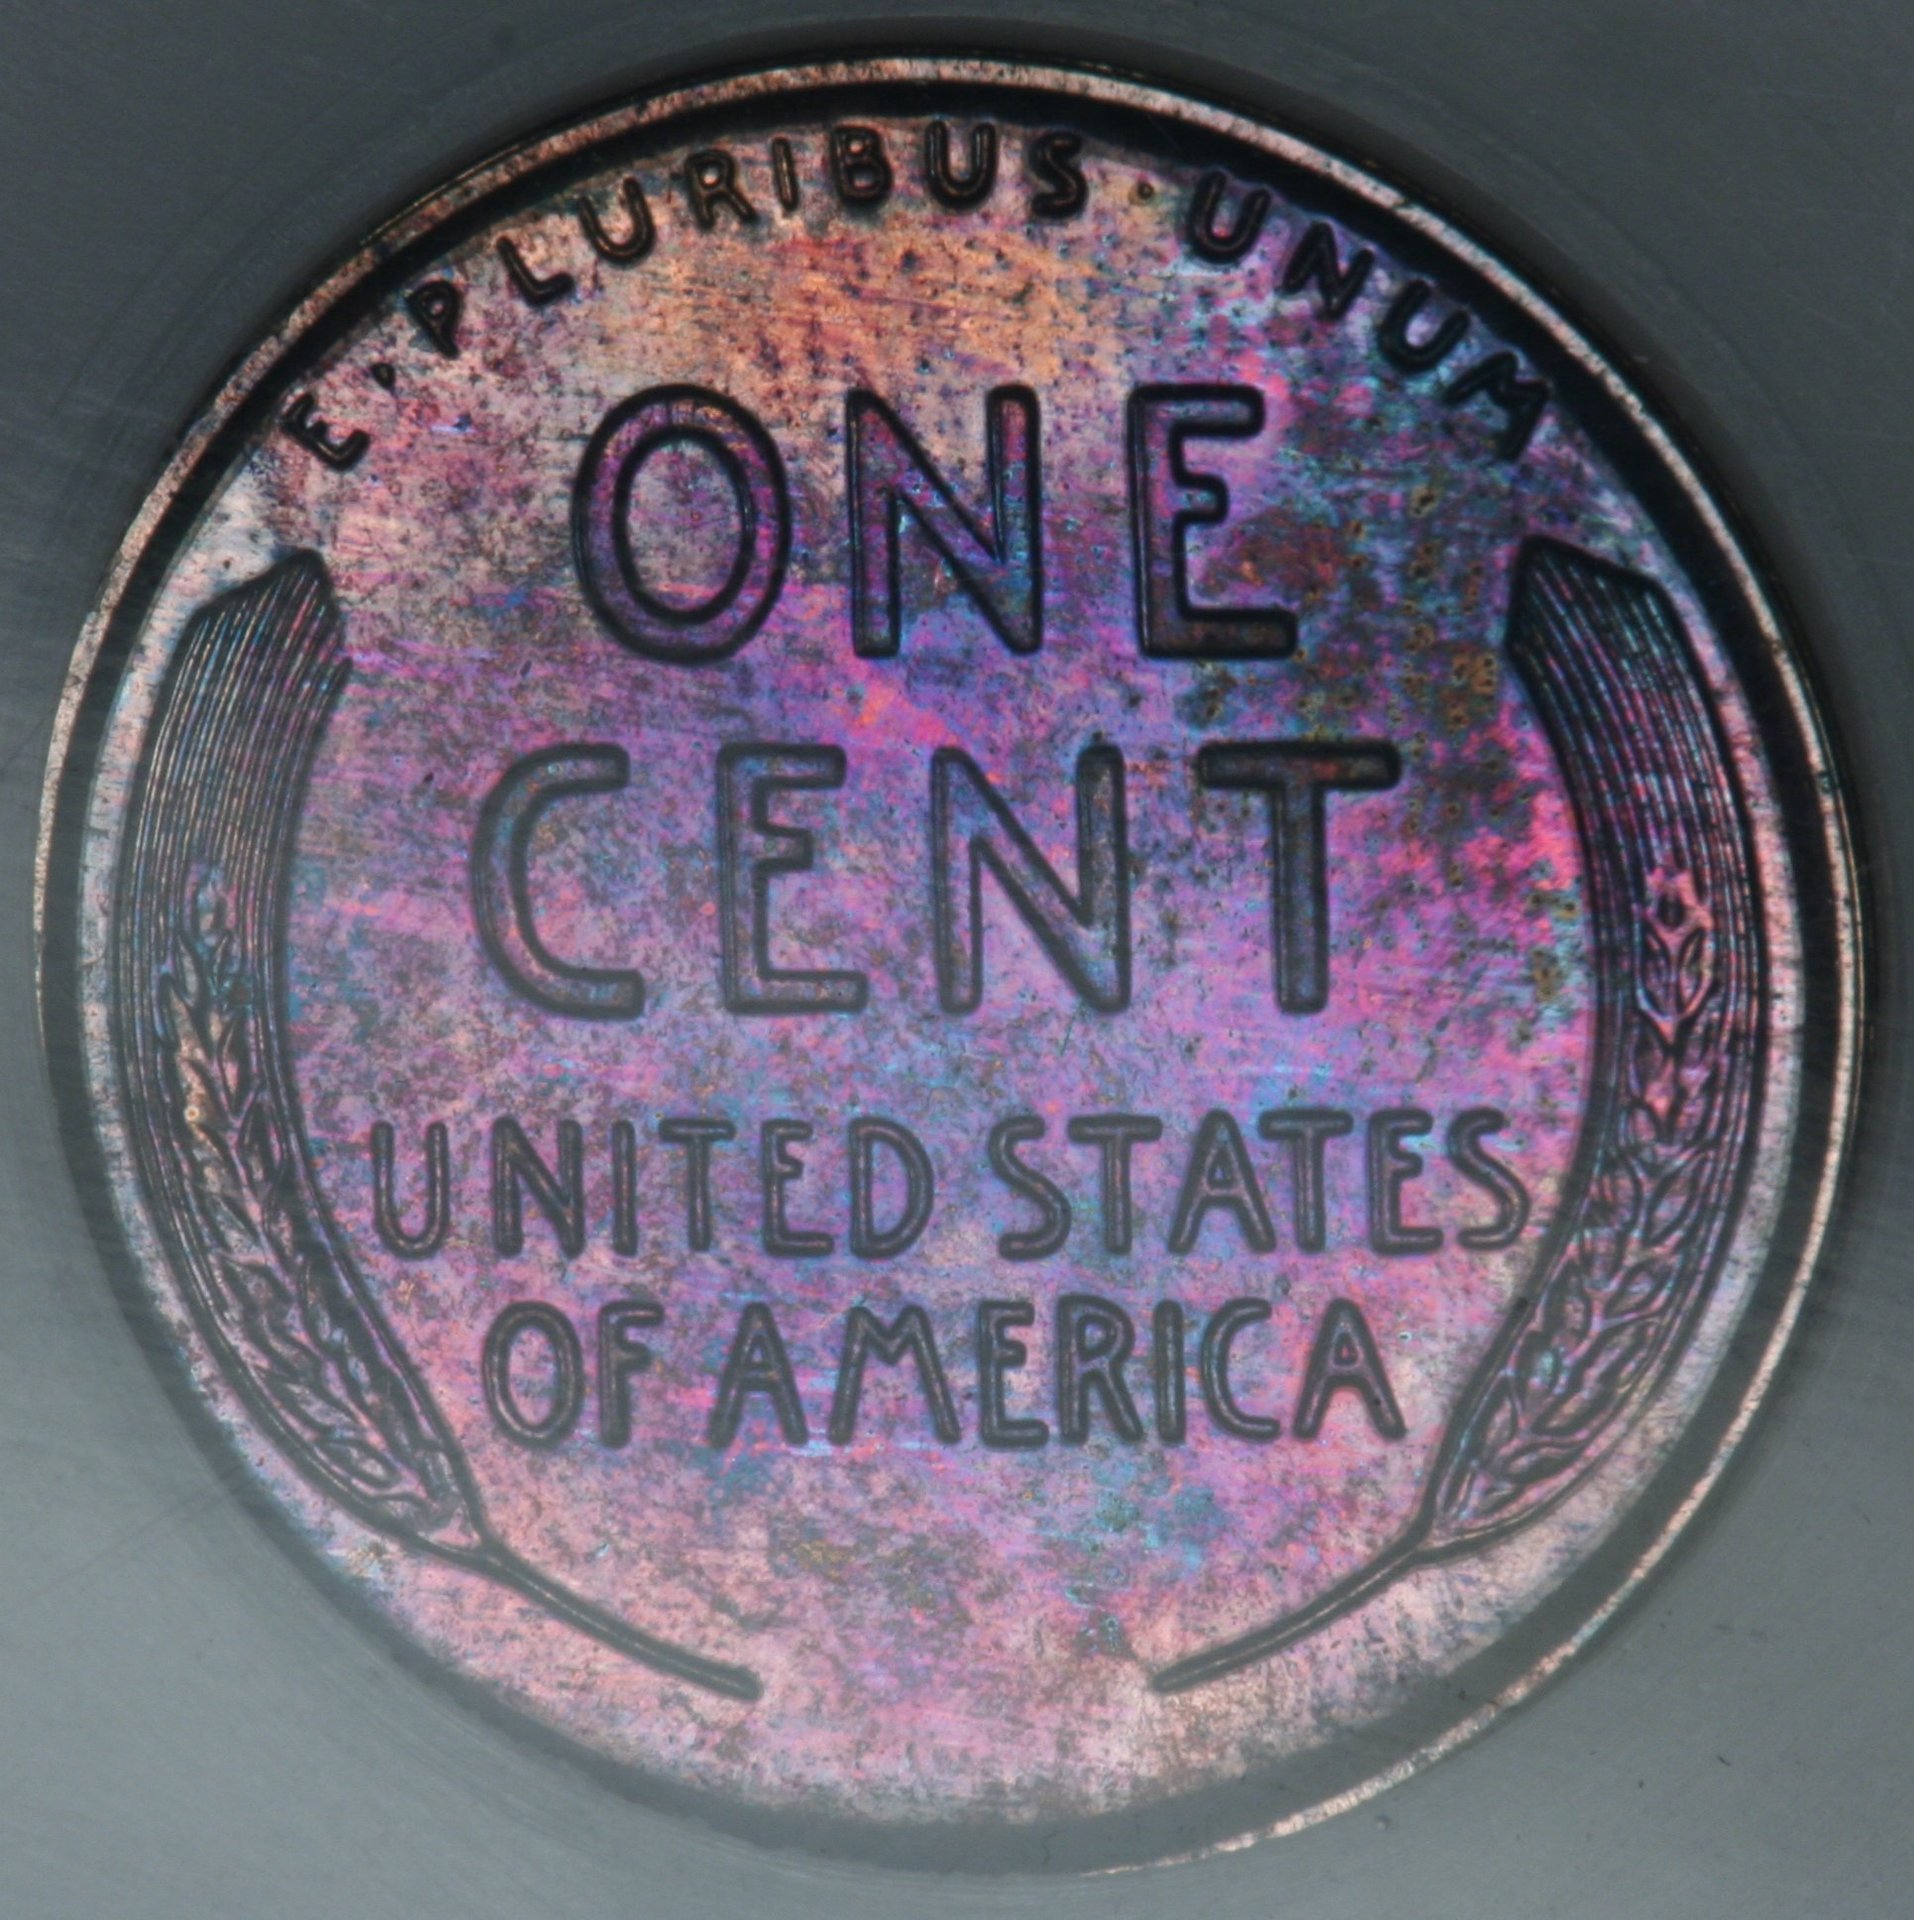 E · PLURIBUS · UNUM
ONE
CENT
UNITED STATES
OF AMERICA